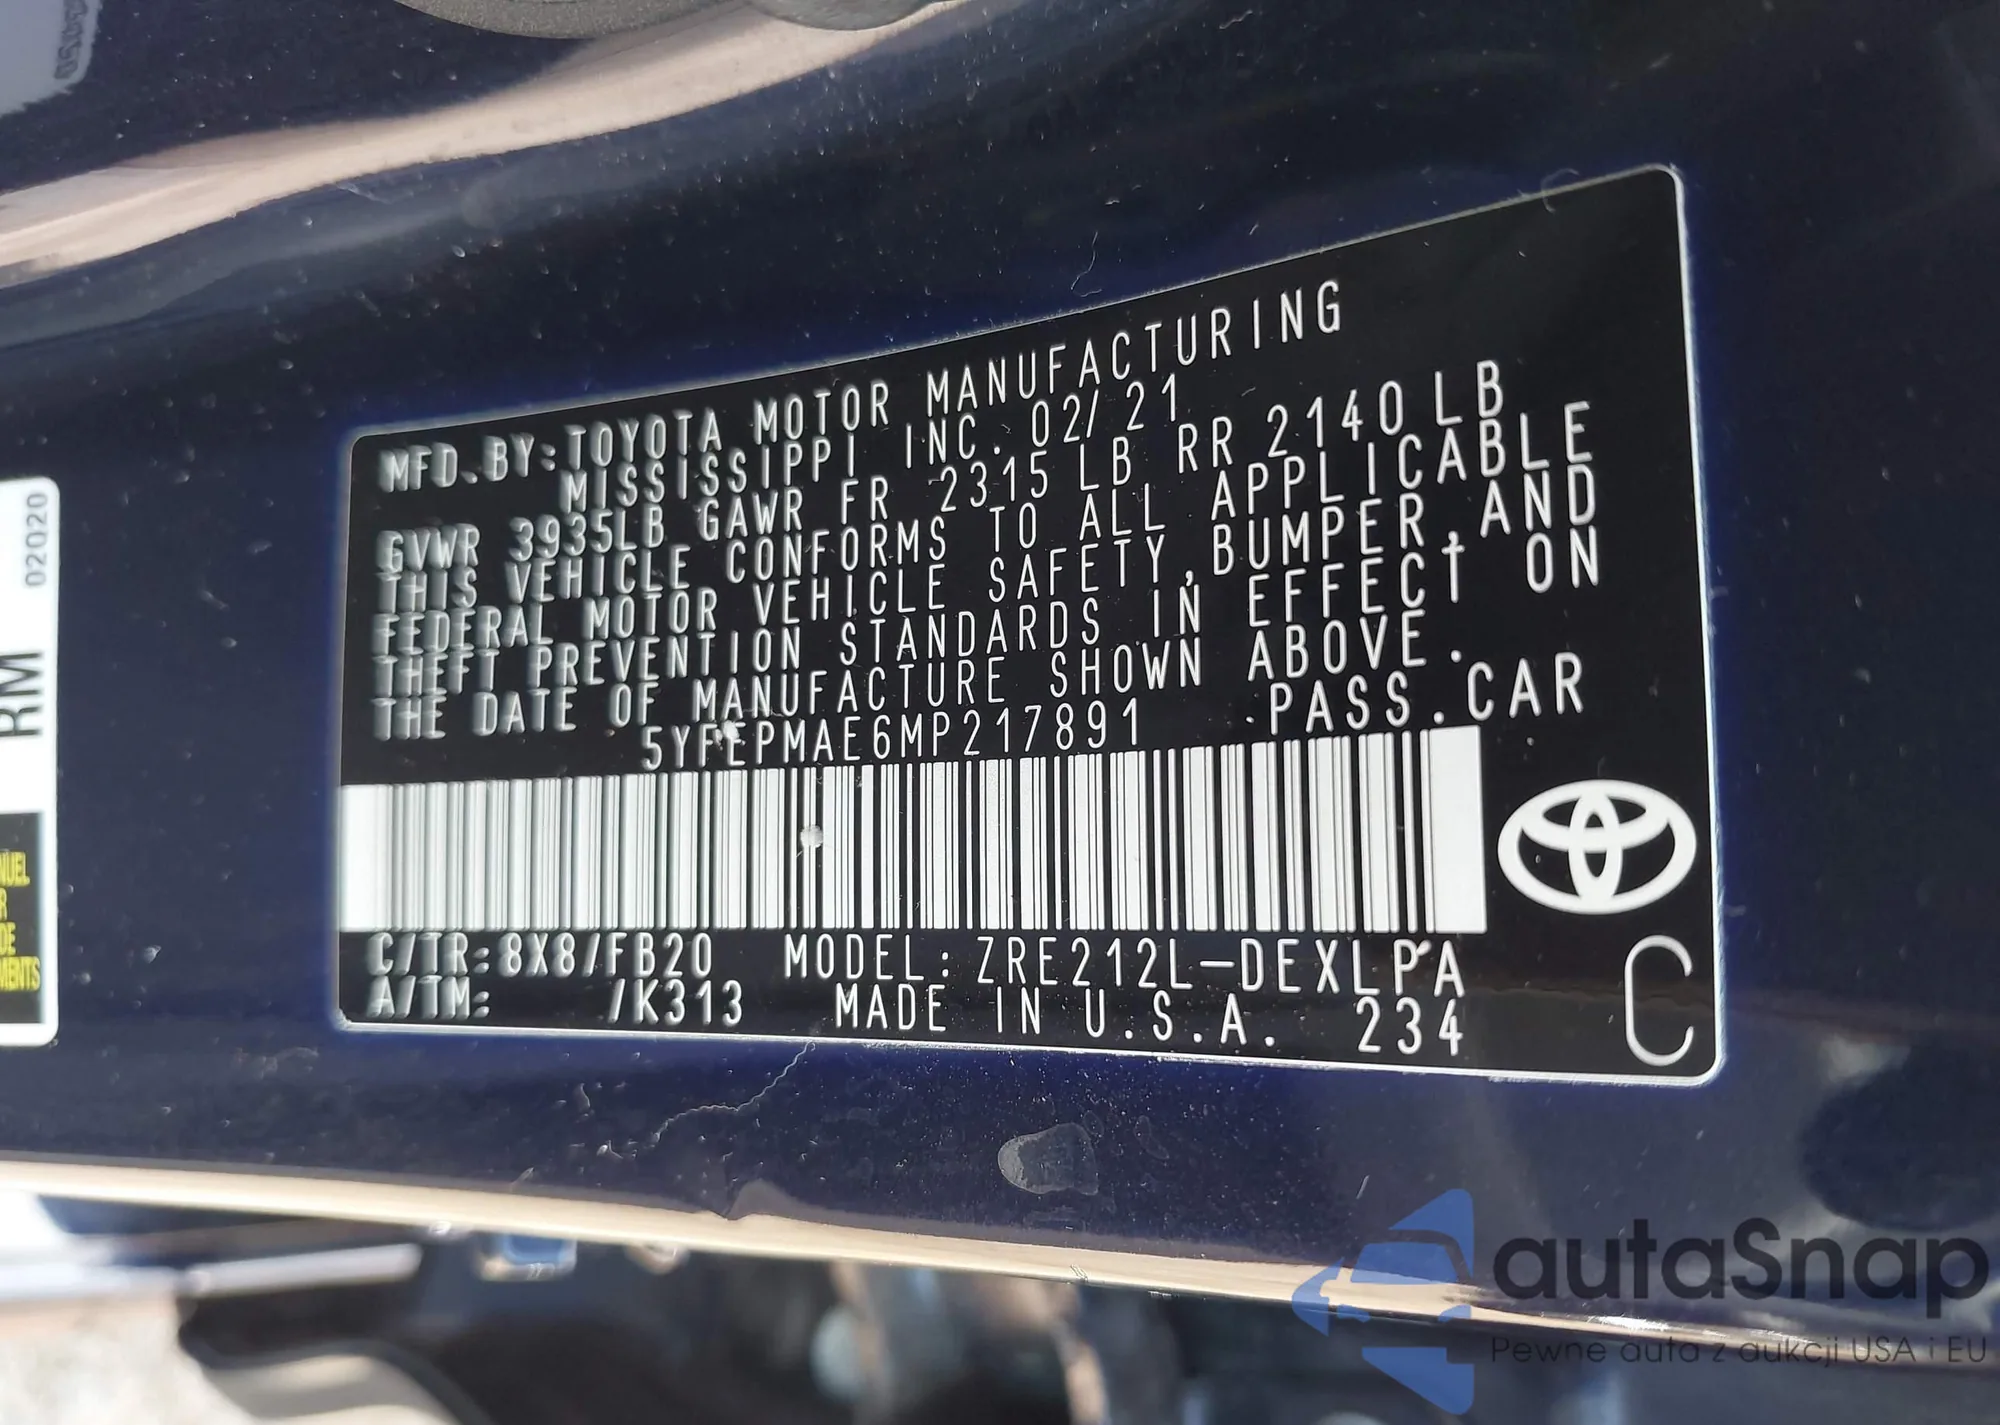 MFD.BY:TOYOTA MOTOR MANUFACTURING
MISSISSIPPI INC. 02/21
GVWR 3935LB GAWR FR 2315 LB RR 2140 LB
THIS VEHICLE CONFORMS TO ALL APPLICABLE
FEDERAL MOTOR VEHICLE SAFETY,BUMPER,AND
THEFT PREVENTION STANDARDS IN EFFECT ON
THE DATE OF MANUFACTURE SHOWN ABOVE.
5YFEPMAE6MP217891 PASS.CAR
C/TR:8X8/FB20 MODEL:ZRE212L-DEXLPA
A/TM: /K313 MADE IN U.S.A. 234
C
02020
RM
autaSnap
Pewne auta z aukcji USA i EU